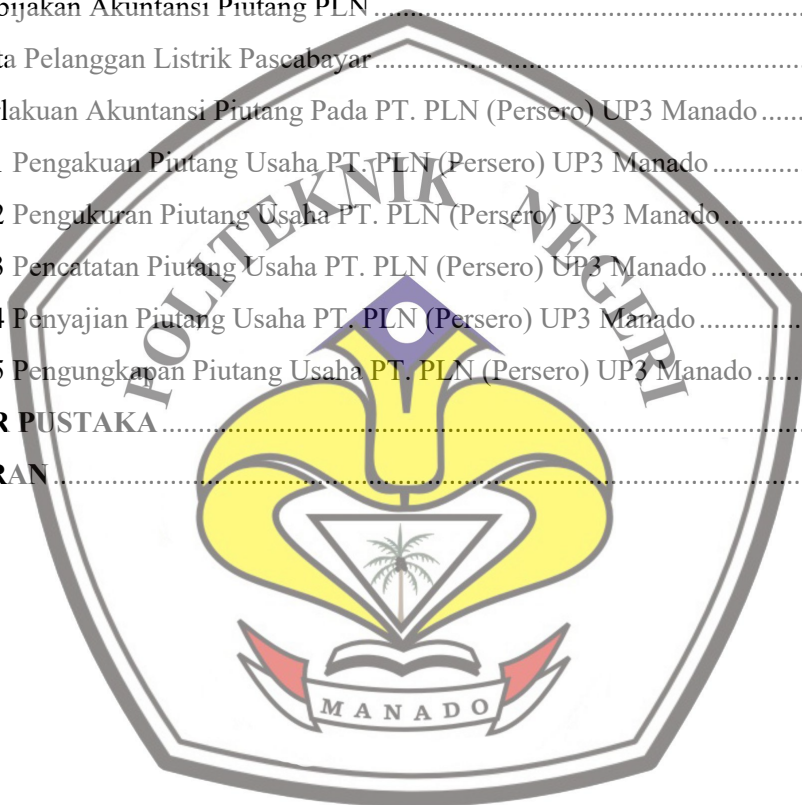 bijakan Akuntansi Piutang PLN ........................................................
ta Pelanggan Listrik Pascabayar ........................................................
lakuan Akuntansi Piutang Pada PT. PLN (Persero) UP3 Manado ......
1 Pengakuan Piutang Usaha PT. PLN (Persero) UP3 Manado ............
2 Pengukuran Piutang Usaha PT. PLN (Persero) UP3 Manado ..........
3 Pencatatan Piutang Usaha PT. PLN (Persero) UP3 Manado ............
4 Penyajian Piutang Usaha PT. PLN (Persero) UP3 Manado ..............
5 Pengungkapan Piutang Usaha PT. PLN (Persero) UP3 Manado ......
R PUSTAKA ........................................................................................
RAN ....................................................................................................
POLITEKNIK NEGERI
MANADO